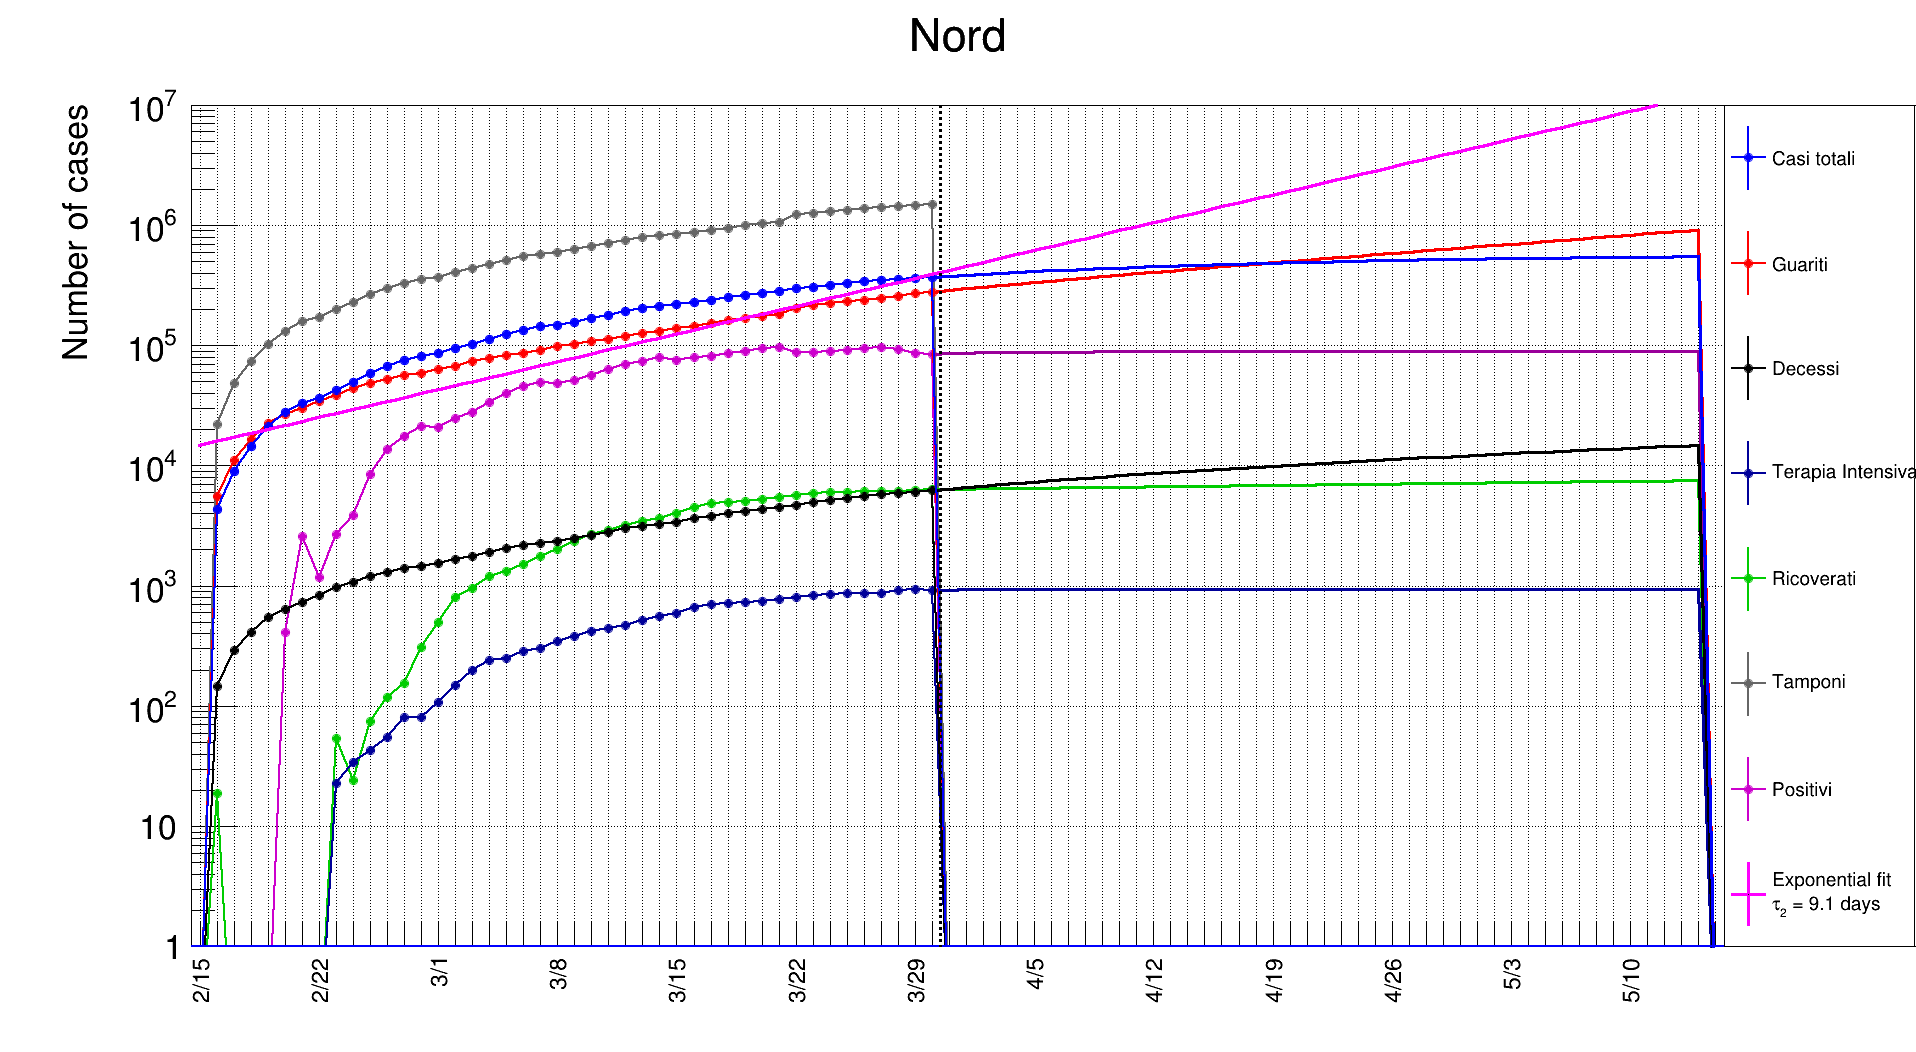 Nord
Number of cases
10^7
10^6
10^5
10^4
10^3
10^2
10
1
2/15
2/22
3/1
3/8
3/15
3/22
3/29
4/5
4/12
4/19
4/26
5/3
5/10
Casi totali
Guariti
Decessi
Terapia Intensiva
Ricoverati
Tamponi
Positivi
Exponential fit
τ_2 = 9.1 days